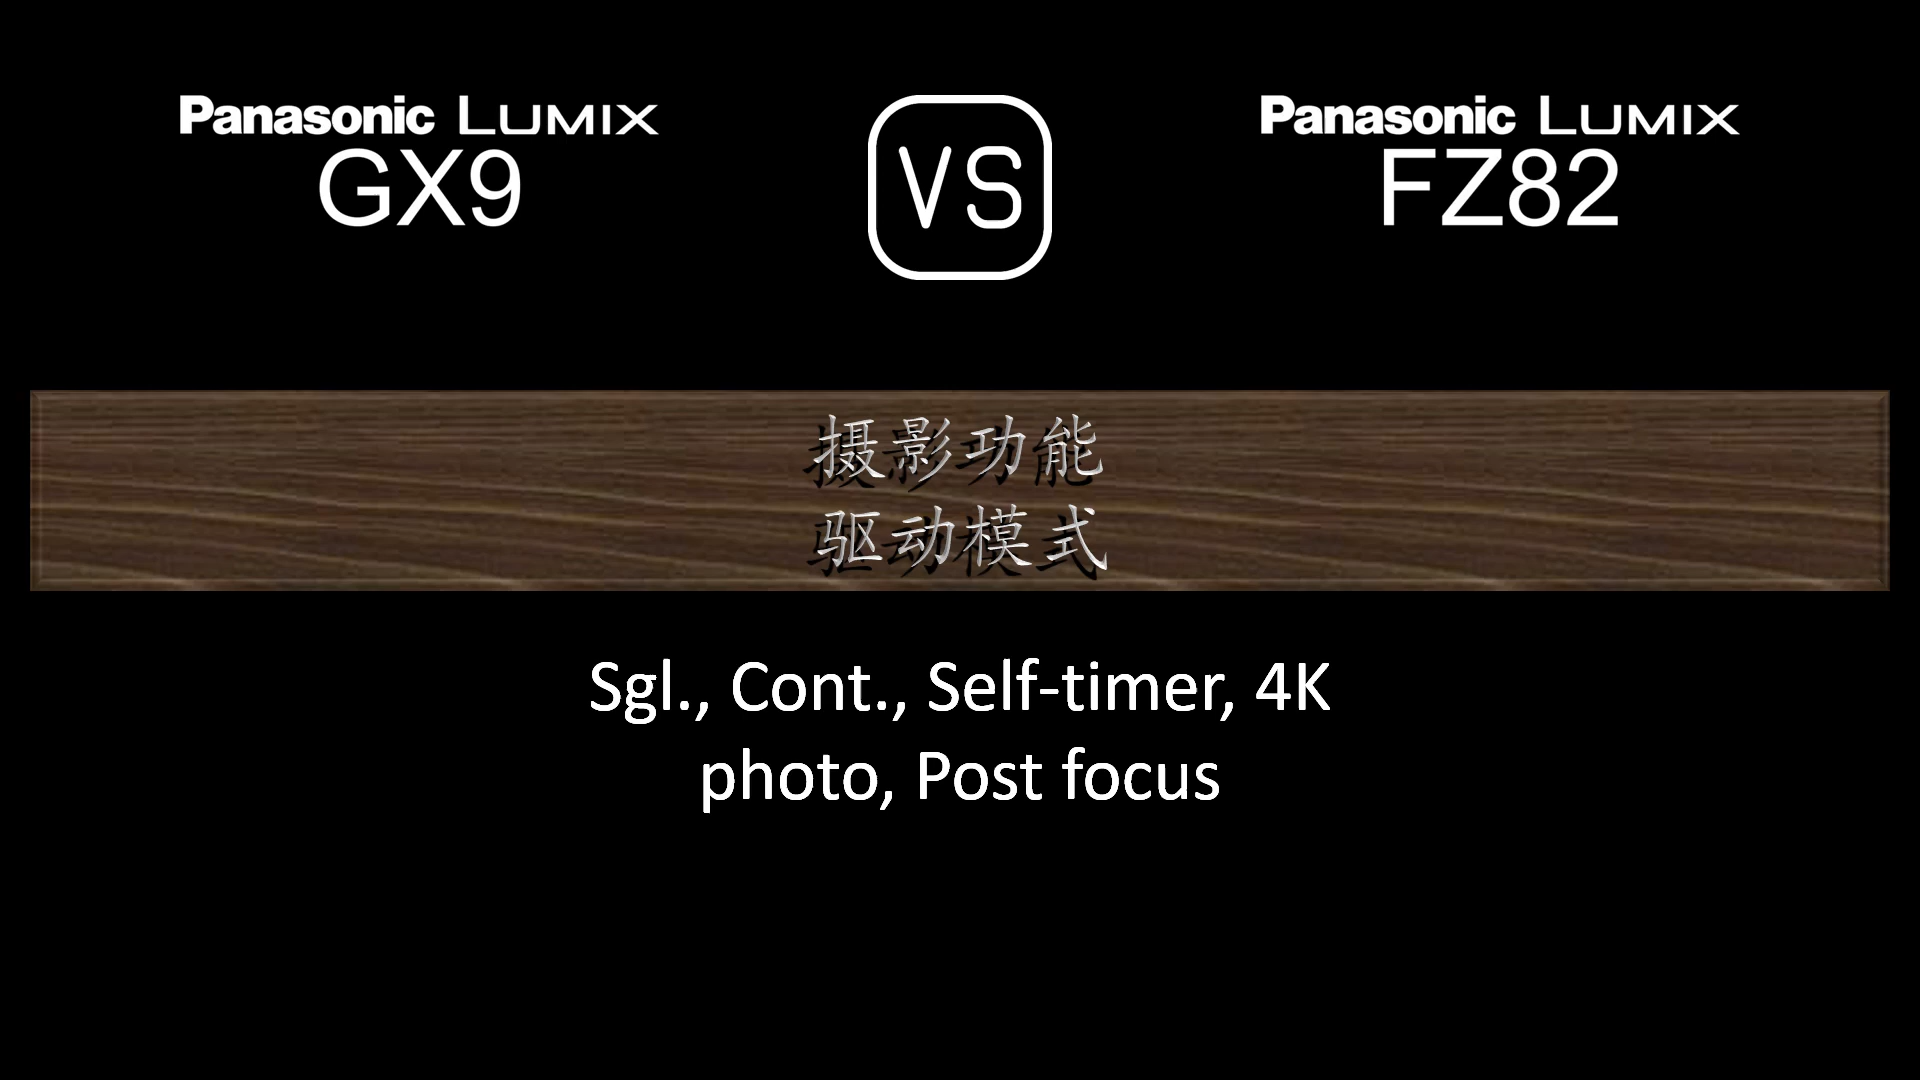 Panasonic LUMIX
GX9
VS
Panasonic LUMIX
FZ82
摄影功能
驱动模式
Sgl., Cont., Self-timer, 4K
photo, Post focus